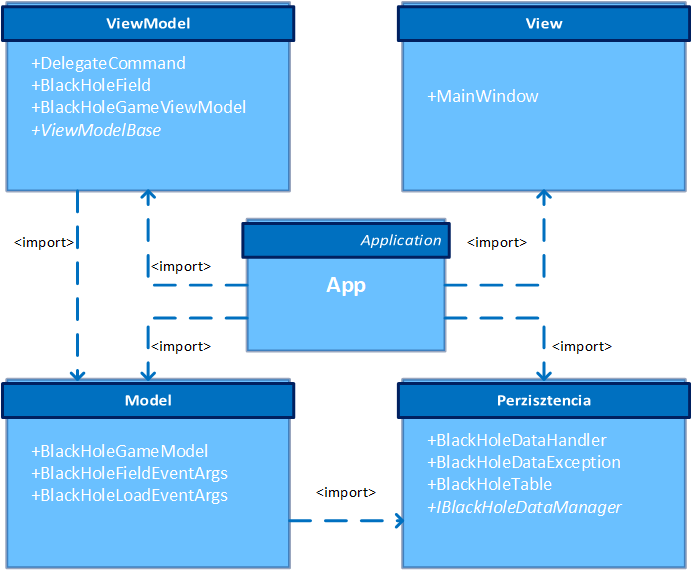 ViewModel
+DelegateCommand
+BlackHoleField
+BlackHoleGameViewModel
+ViewModelBase
View
+MainWindow
<import>
<import>
Application
App
<import>
<import>
<import>
Model
+BlackHoleGameModel
+BlackHoleFieldEventArgs
+BlackHoleLoadEventArgs
<import>
Perzisztencia
+BlackHoleDataHandler
+BlackHoleDataException
+BlackHoleTable
+IBlackHoleDataManager